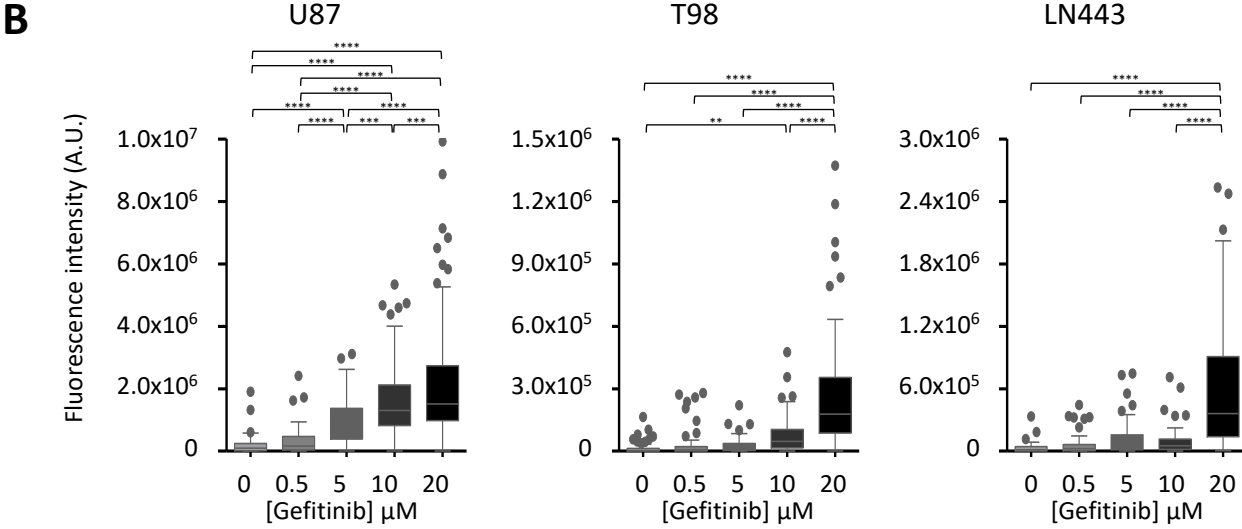 B
U87 T98 LN443
**** **** ****
**** **** ****
**** **** ****
**** ** **** ****
**** ****
**** *** ***
Fluorescence intensity (A.U.)
1.0x10⁷ 1.5x10⁶ 3.0x10⁶
8.0x10⁶ 1.2x10⁶ 2.4x10⁶
6.0x10⁶ 9.0x10⁵ 1.8x10⁶
4.0x10⁶ 6.0x10⁵ 1.2x10⁶
2.0x10⁶ 3.0x10⁵ 6.0x10⁵
0 0 0
0 0.5 5 10 20 0 0.5 5 10 20 0 0.5 5 10 20
[Gefitinib] µM [Gefitinib] µM [Gefitinib] µM